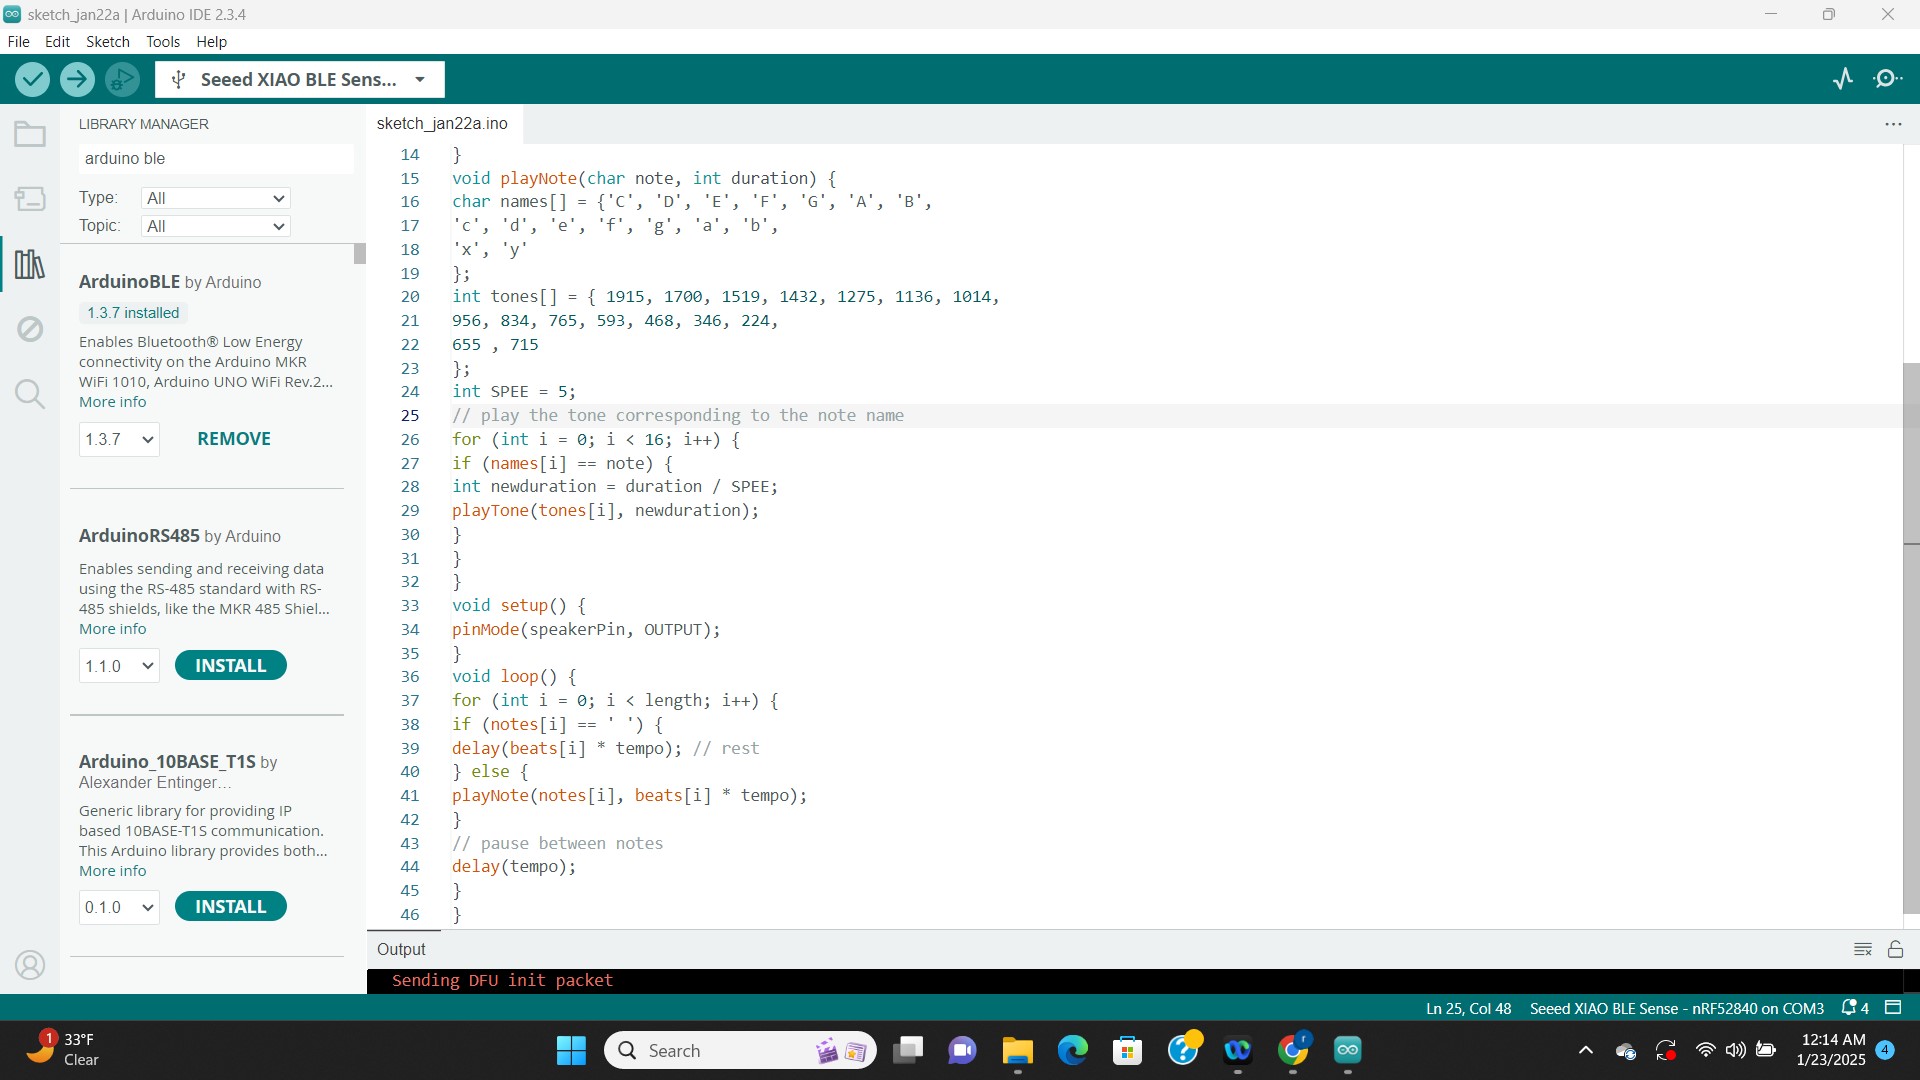 sketch_jan22a | Arduino IDE 2.3.4
File Edit Sketch Tools Help
Seeed XIAO BLE Sens...
LIBRARY MANAGER
arduino ble
Type: All
Topic: All
ArduinoBLE by Arduino
1.3.7 installed
Enables Bluetooth® Low Energy
connectivity on the Arduino MKR
WiFi 1010, Arduino UNO WiFi Rev.2...
More info
1.3.7 REMOVE
ArduinoRS485 by Arduino
Enables sending and receiving data
using the RS-485 standard with RS-
485 shields, like the MKR 485 Shiel...
More info
1.1.0 INSTALL
Arduino_10BASE_T1S by
Alexander Entinger...
Generic library for providing IP
based 10BASE-T1S communication.
This Arduino library provides both...
More info
0.1.0 INSTALL
sketch_jan22a.ino
14 }
15 void playNote(char note, int duration) {
16 char names[] = {'C', 'D', 'E', 'F', 'G', 'A', 'B',
17 'c', 'd', 'e', 'f', 'g', 'a', 'b',
18 'x', 'y'
19 };
20 int tones[] = { 1915, 1700, 1519, 1432, 1275, 1136, 1014,
21 956, 834, 765, 593, 468, 346, 224,
22 655 , 715
23 };
24 int SPEE = 5;
25 // play the tone corresponding to the note name
26 for (int i = 0; i < 16; i++) {
27 if (names[i] == note) {
28 int newduration = duration / SPEE;
29 playTone(tones[i], newduration);
30 }
31 }
32 }
33 void setup() {
34 pinMode(speakerPin, OUTPUT);
35 }
36 void loop() {
37 for (int i = 0; i < length; i++) {
38 if (notes[i] == ' ') {
39 delay(beats[i] * tempo); // rest
40 } else {
41 playNote(notes[i], beats[i] * tempo);
42 }
43 // pause between notes
44 delay(tempo);
45 }
46 }
Output
Sending DFU init packet
Ln 25, Col 48 Seeed XIAO BLE Sense - nRF52840 on COM3 4
1
33°F
Clear
Search
r
12:14 AM
1/23/2025
4